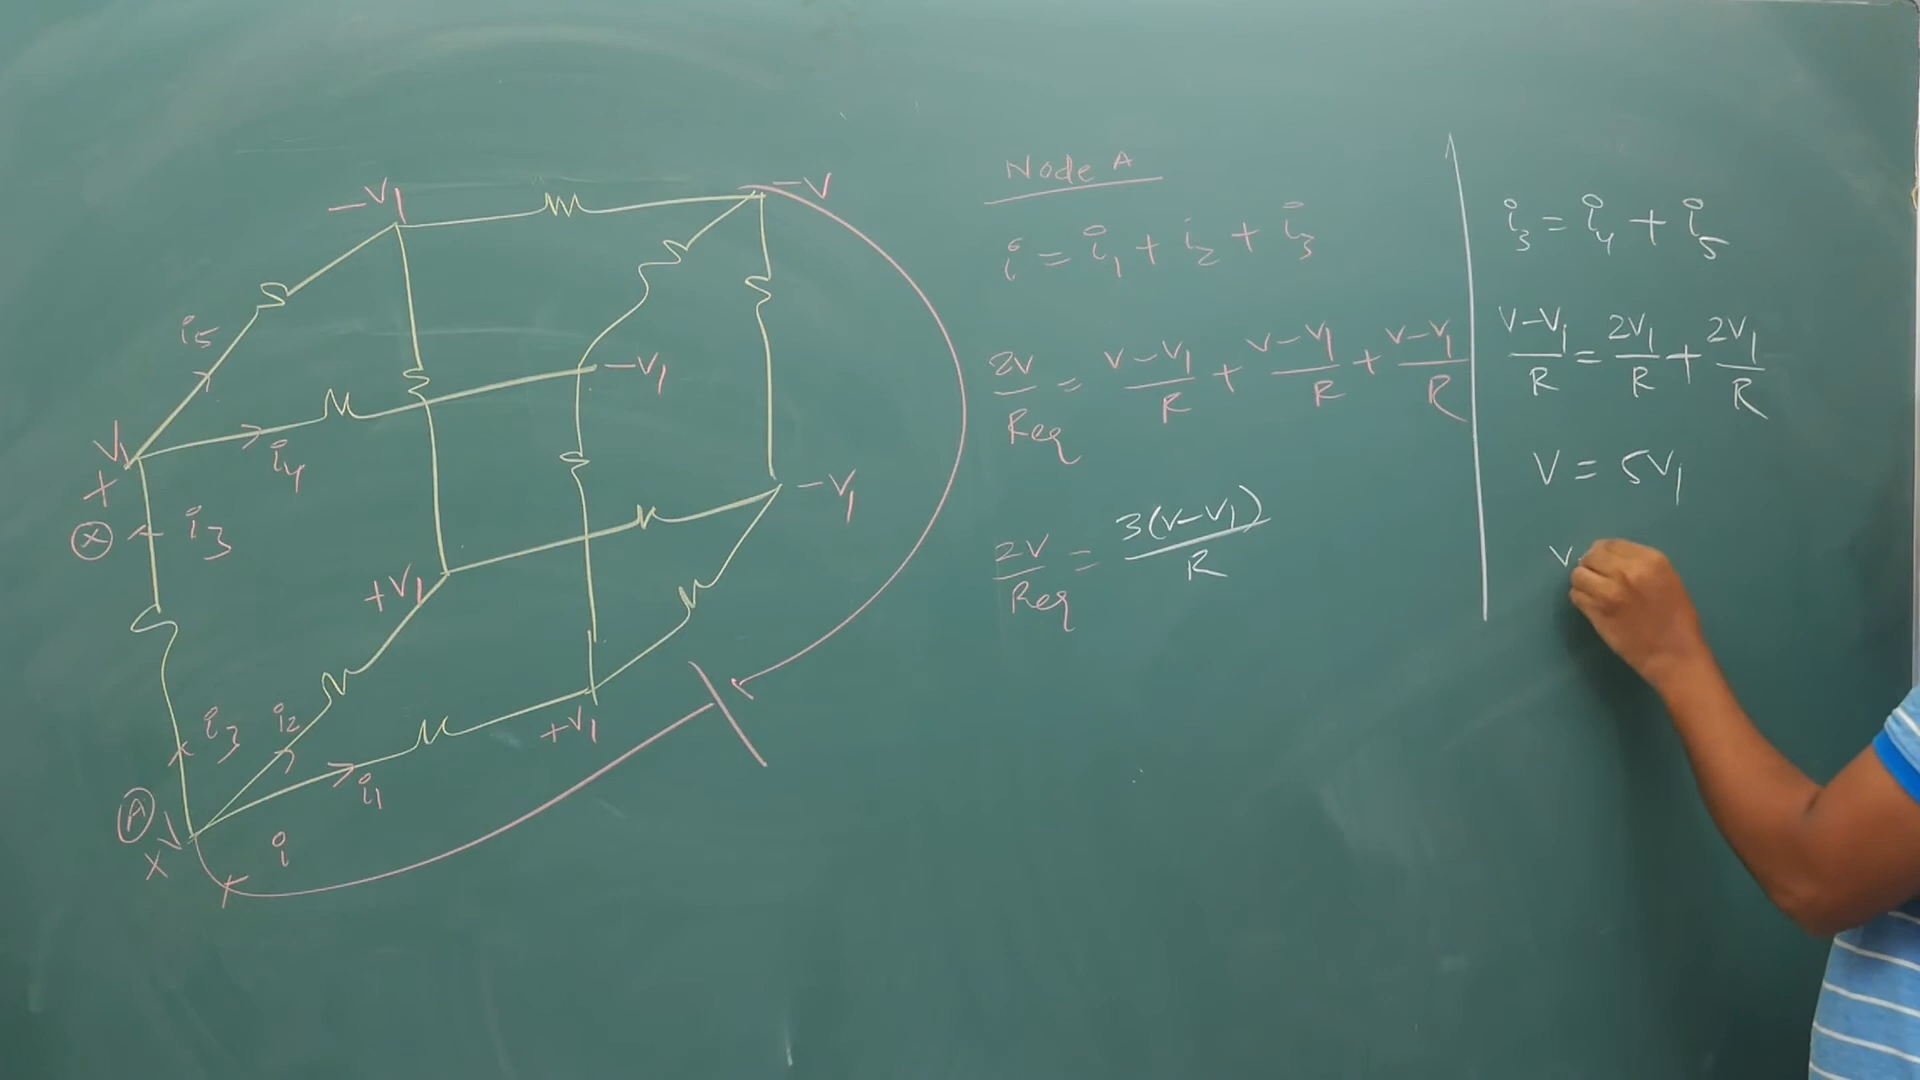 -V₁
-V
i₅
-V₁
V₁
+
i₄
-V₁
Ⓧ
i₃
+V₁
i₃
i₂
+V₁
i₁
Ⓐ
V
i
Node A
i = i₁ + i₂ + i₃
2V/Req = V-V₁/R + V-V₁/R + V-V₁/R
2V/Req = 3(V-V₁)/R
i₃ = i₄ + i₅
V-V₁/R = 2V₁/R + 2V₁/R
V = 5V₁
V